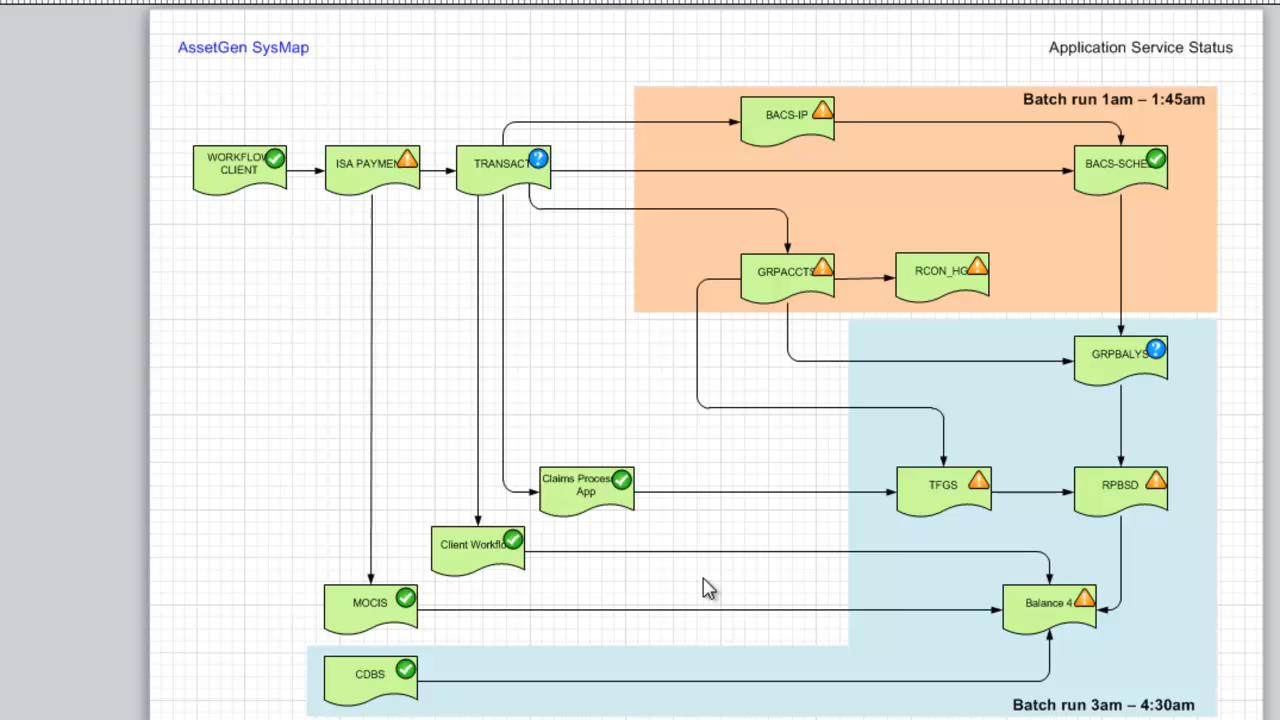 AssetGen SysMap
Application Service Status
Batch run 1am – 1:45am
BACS-IP
WORKFLOW
CLIENT
ISA PAYMEN
TRANSACT
BACS-SCHE
GRPACCTS
RCON_HG
GRPBALYS
Claims Proces
App
TFGS
RPBSD
Client Workflo
MOCIS
Balance 4
CDBS
Batch run 3am – 4:30am